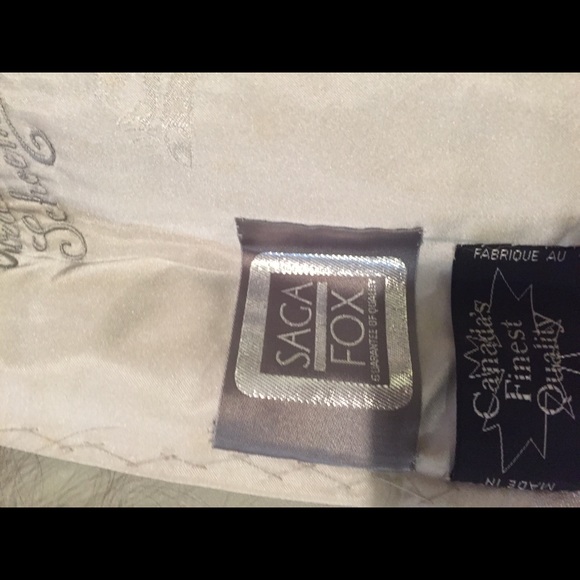 SAGA
FOX
GUARANTEE OF QUALITY
FABRIQUE AU
Canada's
Finest
Quality
MADE IN